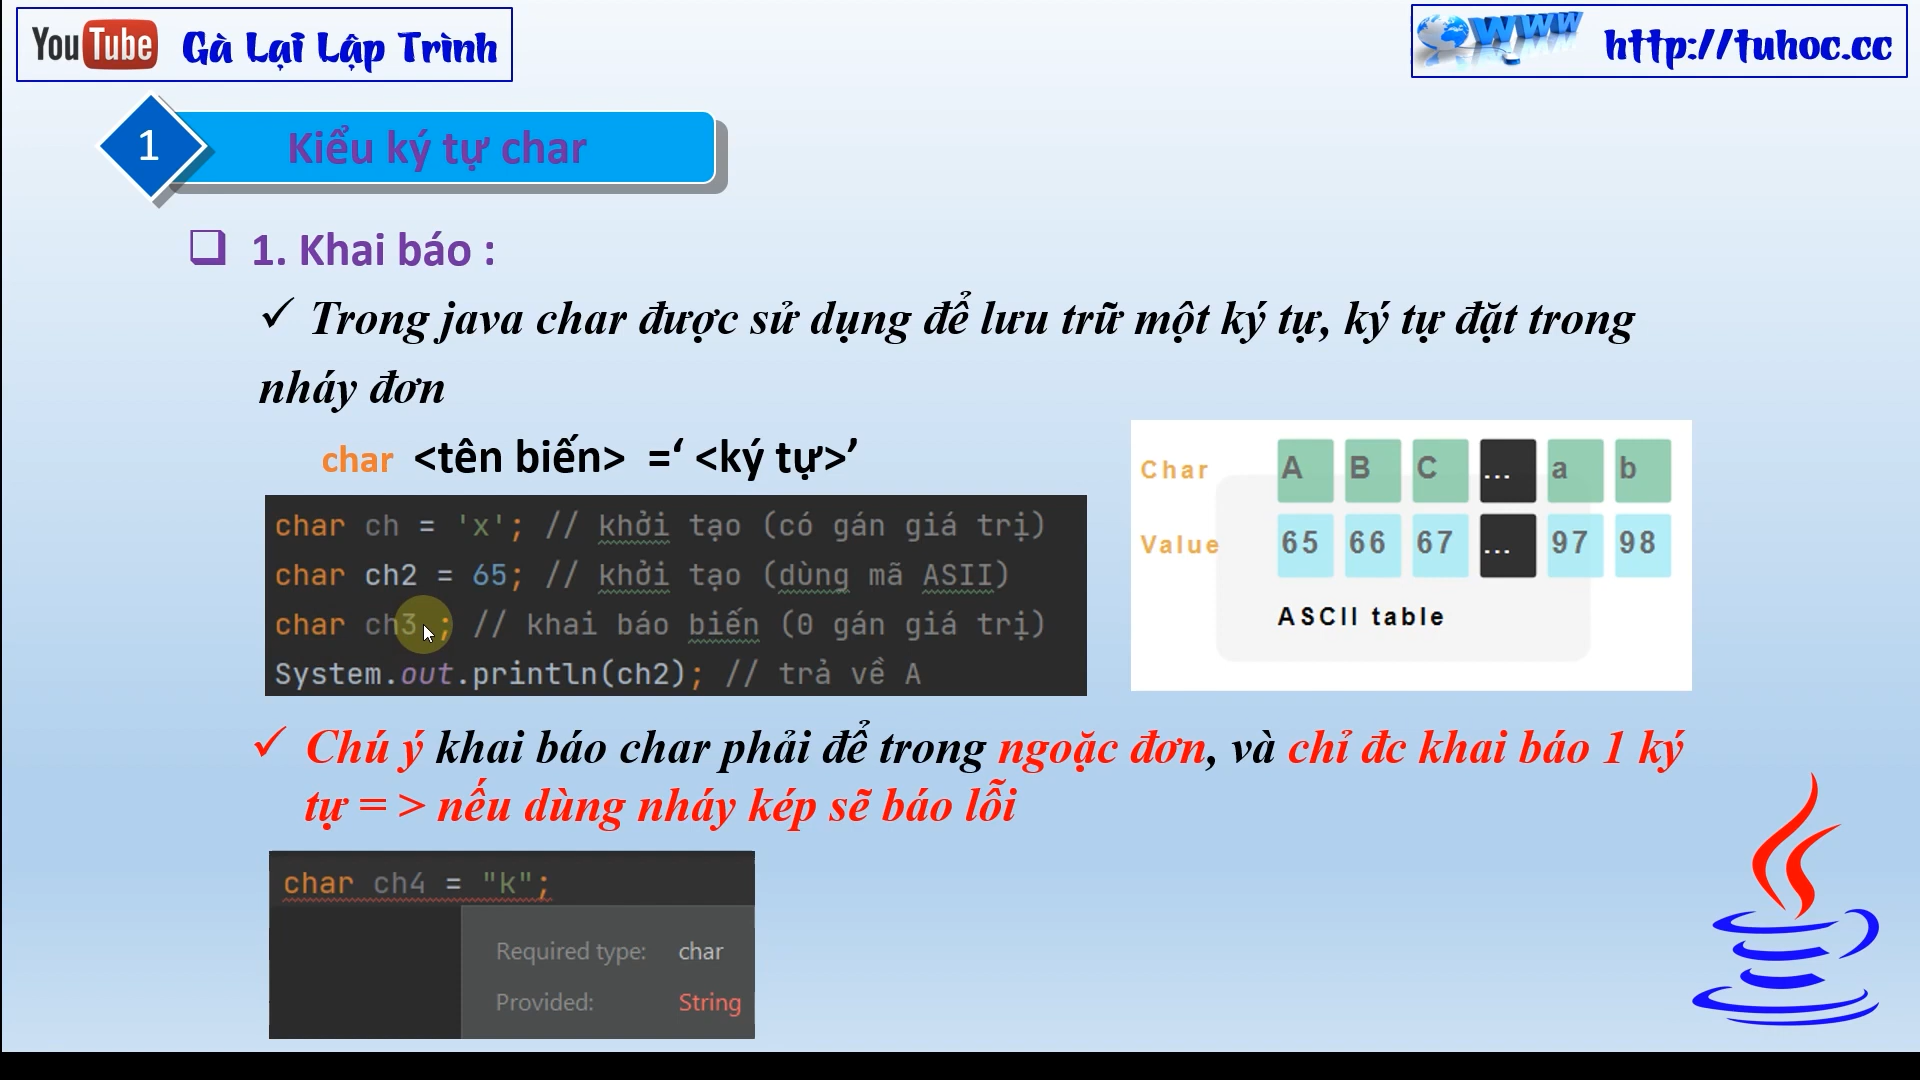 YouTube Gà Lại Lập Trình
WWW http://tuhoc.cc
1 Kiểu ký tự char
1. Khai báo :
Trong java char được sử dụng để lưu trữ một ký tự, ký tự đặt trong
nháy đơn
char <tên biến> =‘ <ký tự>’
char ch = 'x'; // khởi tạo (có gán giá trị)
char ch2 = 65; // khởi tạo (dùng mã ASII)
char ch3 ; // khai báo biến (0 gán giá trị)
System.out.println(ch2); // trả về A
Char A B C ... a b
Value 65 66 67 ... 97 98
ASCII table
Chú ý khai báo char phải để trong ngoặc đơn, và chỉ đc khai báo 1 ký
tự = > nếu dùng nháy kép sẽ báo lỗi
char ch4 = "k";
Required type: char
Provided: String